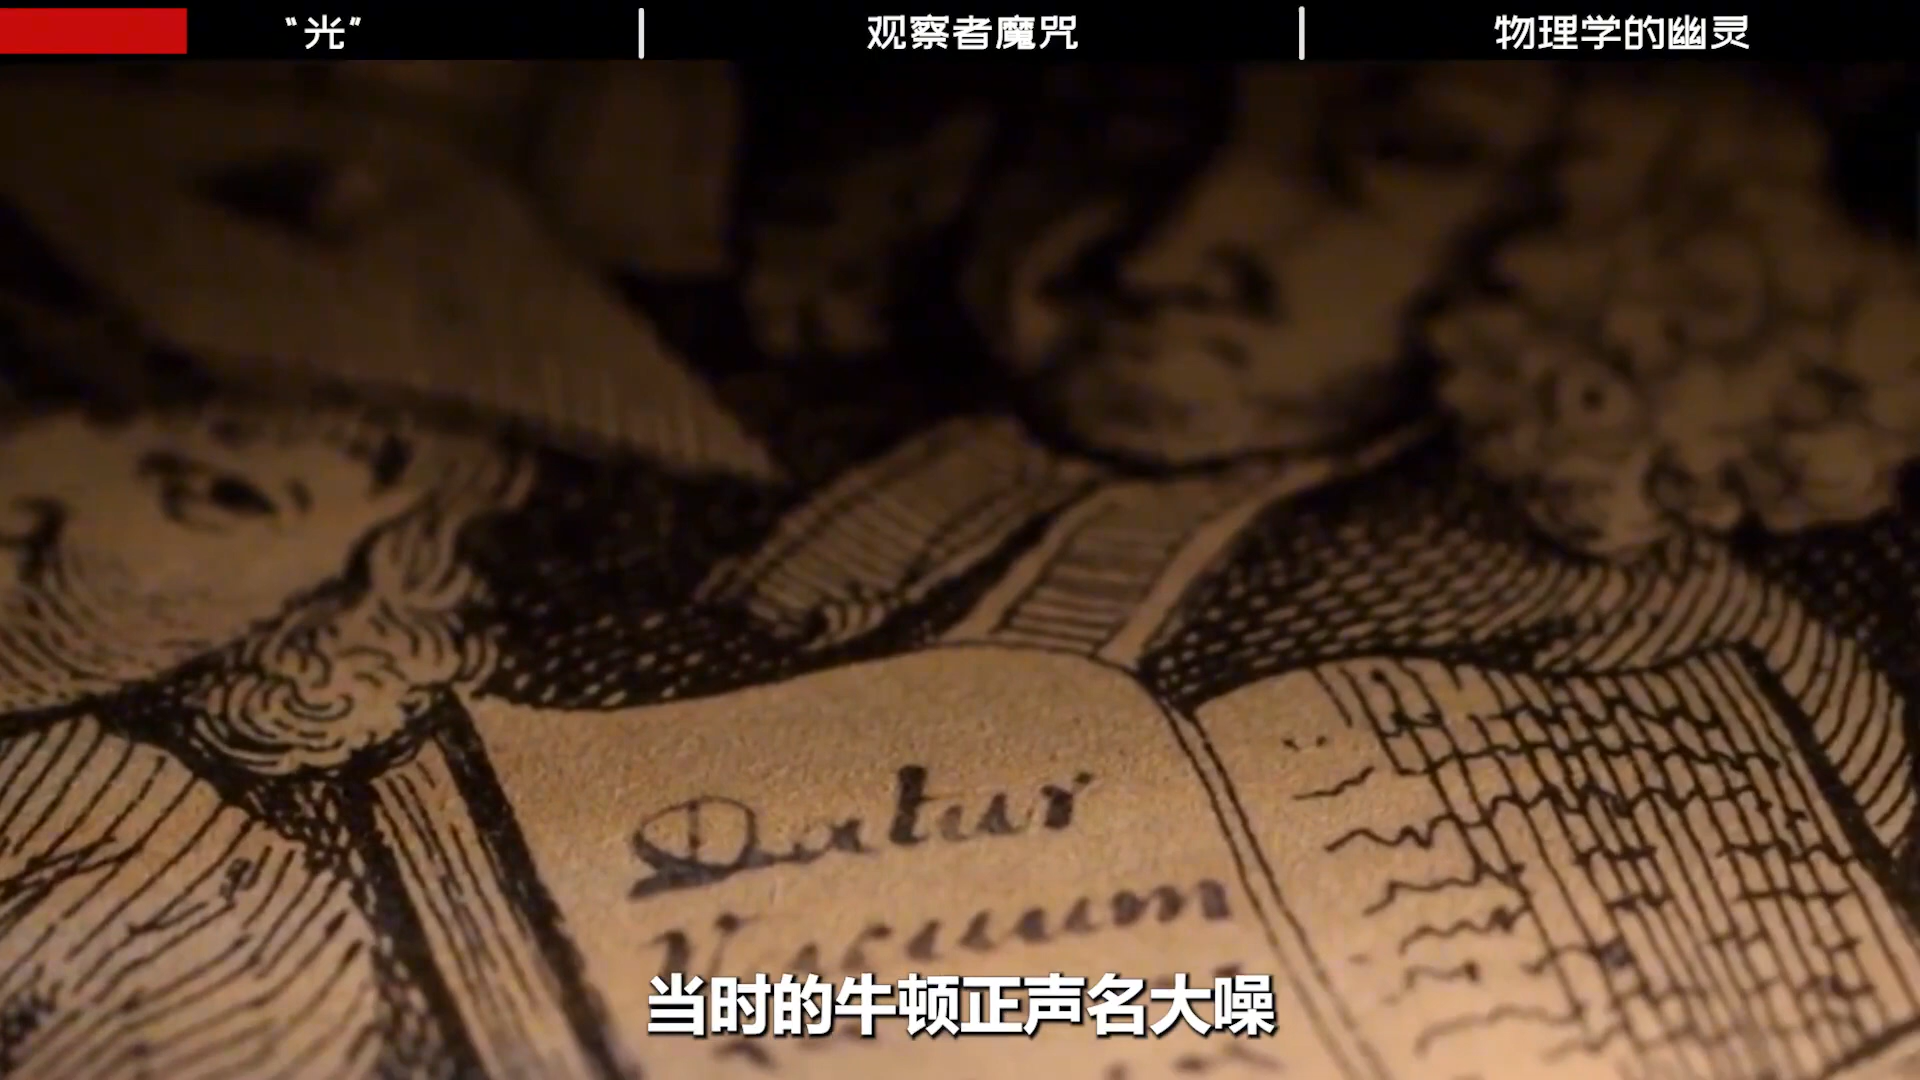 “光”
观察者魔咒
物理学的幽灵
Datur
Vacuum
当时的牛顿正声名大噪